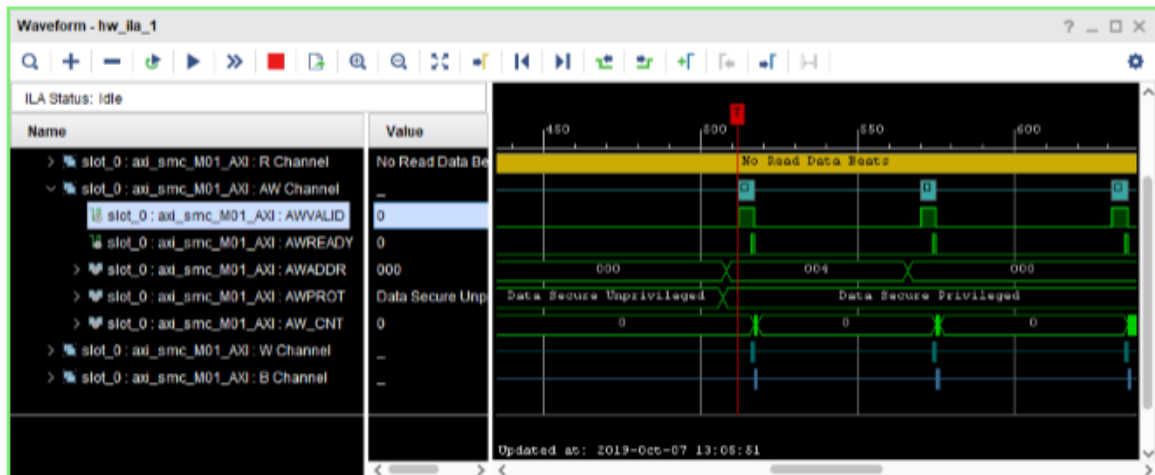 Waveform - hw_ila_1
ILA Status: Idle
Name Value
450 500 550 600
slot_0 : axi_smc_M01_AXI : R Channel No Read Data Be No Read Data Beats
slot_0 : axi_smc_M01_AXI : AW Channel _
slot_0 : axi_smc_M01_AXI : AWVALID 0
slot_0 : axi_smc_M01_AXI : AWREADY 0
slot_0 : axi_smc_M01_AXI : AWADDR 000 000 004 000
slot_0 : axi_smc_M01_AXI : AWPROT Data Secure Unp Data Secure Unprivileged Data Secure Privileged
slot_0 : axi_smc_M01_AXI : AW_CNT 0 0 0 0
slot_0 : axi_smc_M01_AXI : W Channel _
slot_0 : axi_smc_M01_AXI : B Channel _
Updated at: 2019-Oct-07 13:05:51